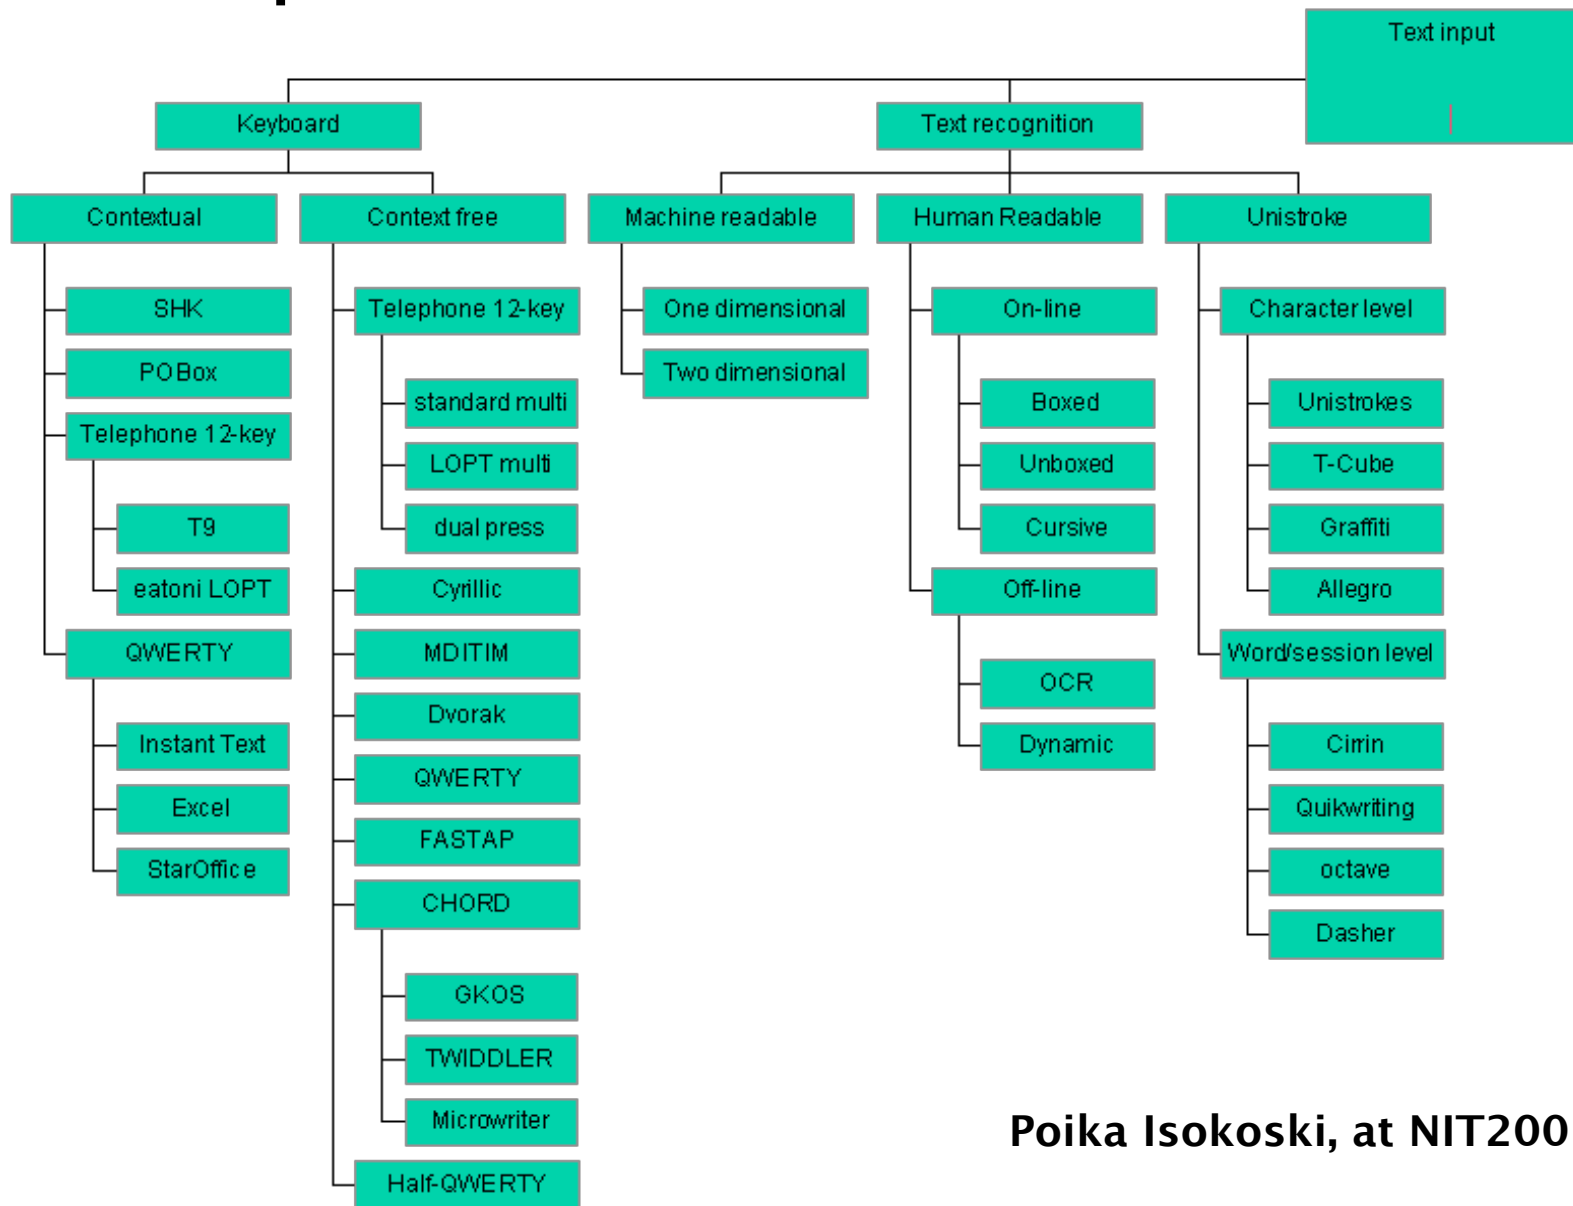 Text input
Keyboard
Text recognition
Contextual
Context free
Machine readable
Human Readable
Unistroke
SHK
POBox
Telephone 12-key
T9
eatoni LOPT
QWERTY
Instant Text
Excel
StarOffice
Telephone 12-key
standard multi
LOPT multi
dual press
Cyrillic
MDITIM
Dvorak
QWERTY
FASTAP
CHORD
GKOS
TWIDDLER
Microwriter
Half-QWERTY
One dimensional
Two dimensional
On-line
Boxed
Unboxed
Cursive
Off-line
OCR
Dynamic
Character level
Unistrokes
T-Cube
Graffiti
Allegro
Word/session level
Cirrin
Quikwriting
octave
Dasher
Poika Isokoski, at NIT200